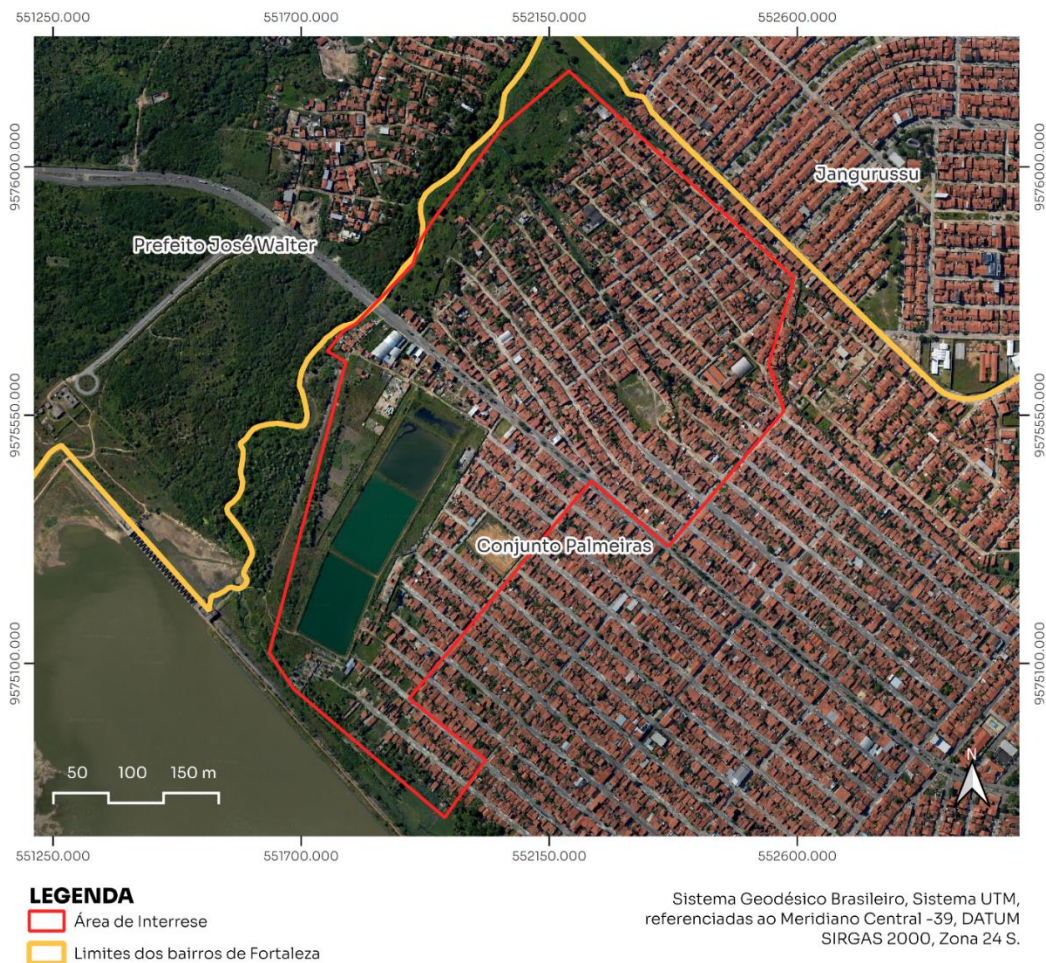 551250.000 551700.000 552150.000 552600.000
9576000.000 9576000.000
Jangurussu
Prefeito José Walter
9575550.000 9575550.000
Conjunto Palmeiras
9575100.000 9575100.000
N
50 100 150 m
551250.000 551700.000 552150.000 552600.000
LEGENDA
Área de Interrese
Limites dos bairros de Fortaleza
Sistema Geodésico Brasileiro, Sistema UTM,
referenciadas ao Meridiano Central -39, DATUM
SIRGAS 2000, Zona 24 S.